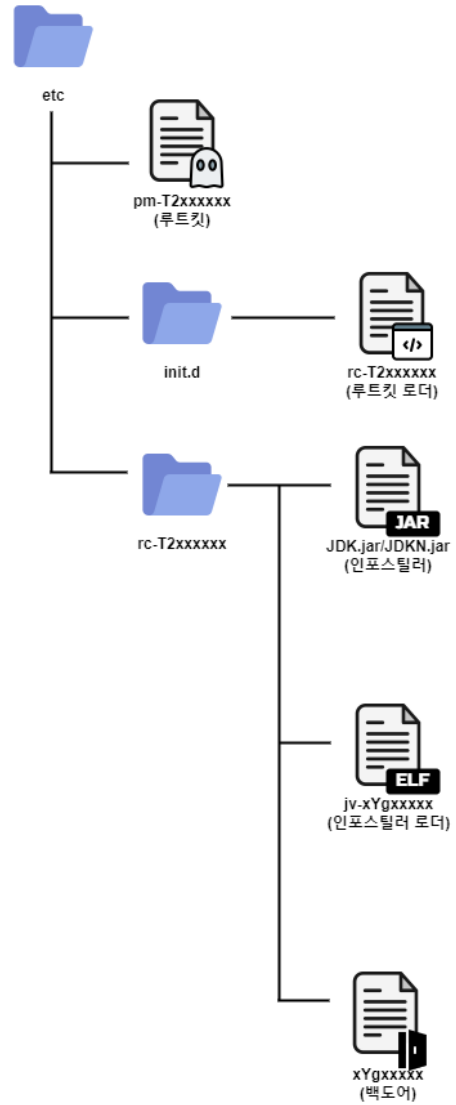 etc
pm-T2xxxxxx
(루트킷)
init.d
</>
rc-T2xxxxxx
(루트킷 로더)
rc-T2xxxxxx
JAR
JDK.jar/JDKN.jar
(인포스틸러)
ELF
jv-xYgxxxxx
(인포스틸러 로더)
xYgxxxxx
(백도어)